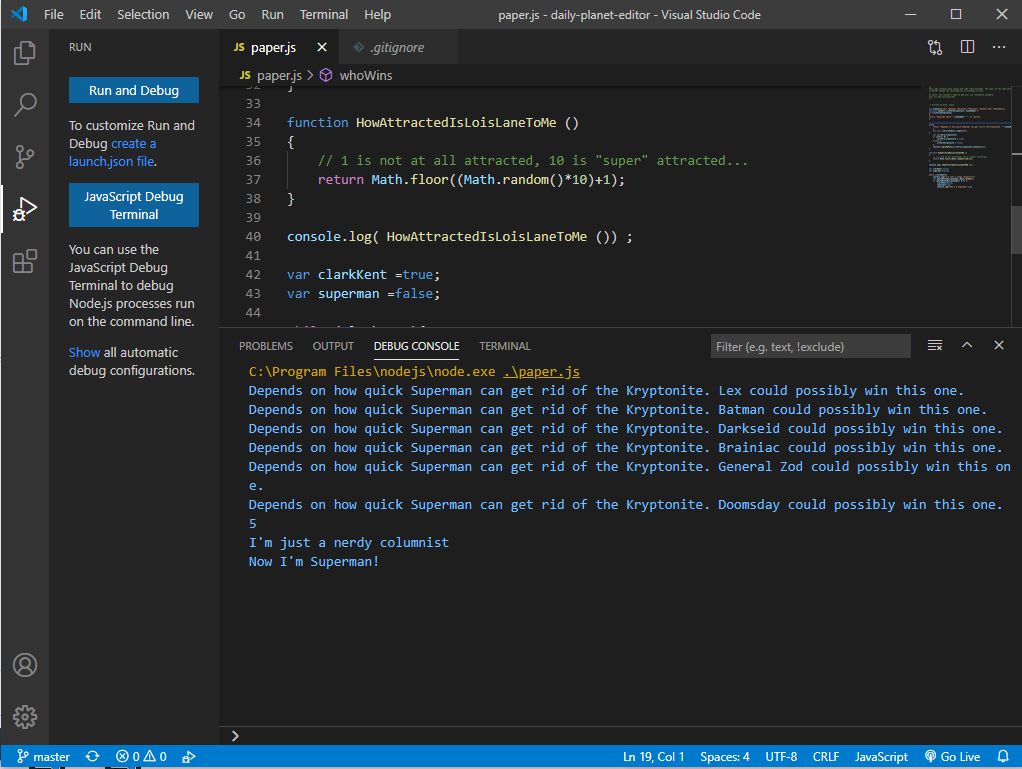 File Edit Selection View Go Run Terminal Help paper.js - daily-planet-editor - Visual Studio Code
RUN
JS paper.js .gitignore
JS paper.js > whoWins
Run and Debug
To customize Run and
Debug create a
launch.json file.
JavaScript Debug
Terminal
You can use the
JavaScript Debug
Terminal to debug
Node.js processes run
on the command line.
Show all automatic
debug configurations.
32 }
33
34 function HowAttractedIsLoisLaneToMe ()
35 {
36 // 1 is not at all attracted, 10 is "super" attracted...
37 return Math.floor((Math.random()*10)+1);
38 }
39
40 console.log( HowAttractedIsLoisLaneToMe ()) ;
41
42 var clarkKent =true;
43 var superman =false;
44
PROBLEMS OUTPUT DEBUG CONSOLE TERMINAL Filter (e.g. text, !exclude)
C:\Program Files\nodejs\node.exe .\paper.js
Depends on how quick Superman can get rid of the Kryptonite. Lex could possibly win this one.
Depends on how quick Superman can get rid of the Kryptonite. Batman could possibly win this one.
Depends on how quick Superman can get rid of the Kryptonite. Darkseid could possibly win this one.
Depends on how quick Superman can get rid of the Kryptonite. Brainiac could possibly win this one.
Depends on how quick Superman can get rid of the Kryptonite. General Zod could possibly win this on
e.
Depends on how quick Superman can get rid of the Kryptonite. Doomsday could possibly win this one.
5
I'm just a nerdy columnist
Now I'm Superman!
>
master 0 0 Ln 19, Col 1 Spaces: 4 UTF-8 CRLF JavaScript Go Live